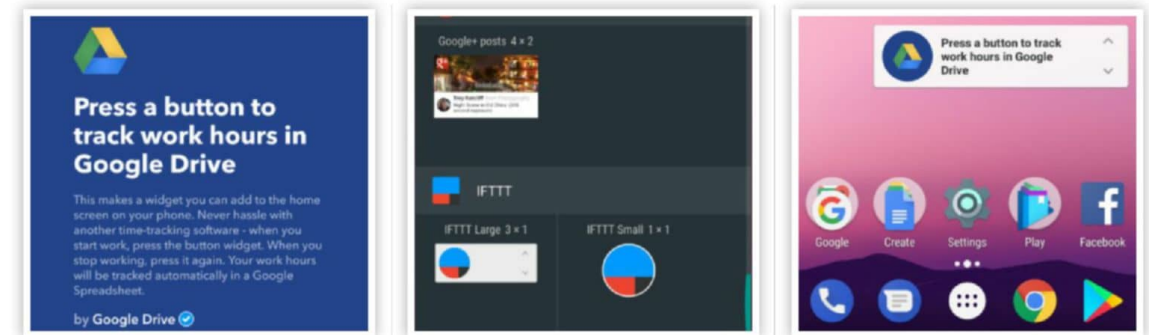 Press a button to
track work hours in
Google Drive
This makes a widget you can add to the home
screen on your phone. Never hassle with
another time-tracking software - when you
start work, press the button widget. When you
stop working, press it again. Your work hours
will be tracked automatically in a Google
Spreadsheet.
by Google Drive
Google+ posts 4 × 2
IFTTT
IFTTT Large 3 × 1
IFTTT Small 1 × 1
Press a button to track
work hours in Google
Drive
Google
Create
Settings
Play
Facebook